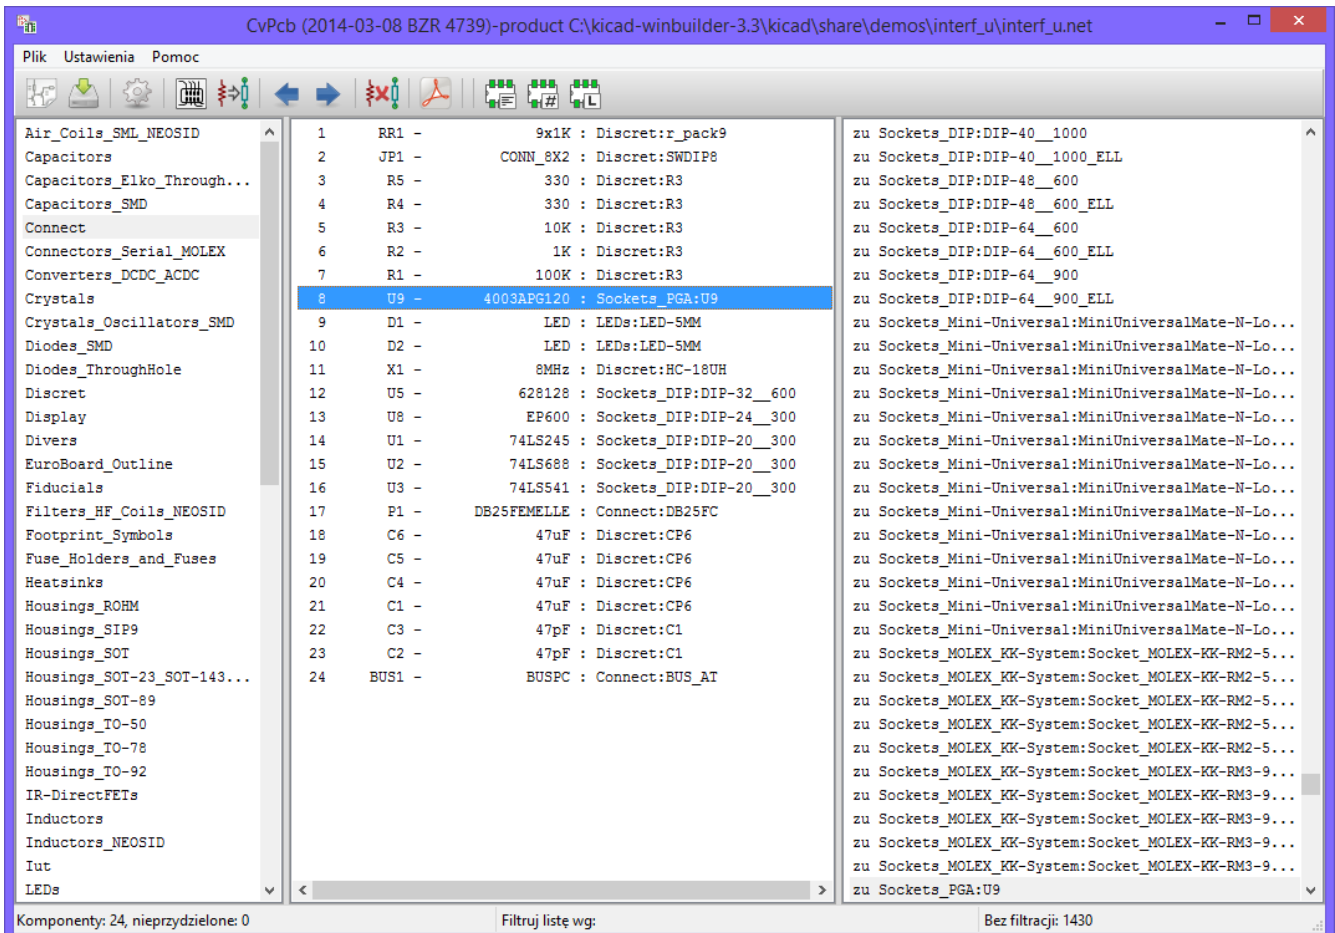 CvPcb (2014-03-08 BZR 4739)-product C:\kicad-winbuilder-3.3\kicad\share\demos\interf_u\interf_u.net
Plik Ustawienia Pomoc
Air_Coils_SML_NEOSID
Capacitors
Capacitors_Elko_Through...
Capacitors_SMD
Connect
Connectors_Serial_MOLEX
Converters_DCDC_ACDC
Crystals
Crystals_Oscillators_SMD
Diodes_SMD
Diodes_ThroughHole
Discret
Display
Divers
EuroBoard_Outline
Fiducials
Filters_HF_Coils_NEOSID
Footprint_Symbols
Fuse_Holders_and_Fuses
Heatsinks
Housings_ROHM
Housings_SIP9
Housings_SOT
Housings_SOT-23_SOT-143...
Housings_SOT-89
Housings_TO-50
Housings_TO-78
Housings_TO-92
IR-DirectFETs
Inductors
Inductors_NEOSID
Iut
LEDs
1 RR1 - 9x1K : Discret:r_pack9
2 JP1 - CONN_8X2 : Discret:SWDIP8
3 R5 - 330 : Discret:R3
4 R4 - 330 : Discret:R3
5 R3 - 10K : Discret:R3
6 R2 - 1K : Discret:R3
7 R1 - 100K : Discret:R3
8 U9 - 4003APG120 : Sockets_PGA:U9
9 D1 - LED : LEDs:LED-5MM
10 D2 - LED : LEDs:LED-5MM
11 X1 - 8MHz : Discret:HC-18UH
12 U5 - 628128 : Sockets_DIP:DIP-32__600
13 U8 - EP600 : Sockets_DIP:DIP-24__300
14 U1 - 74LS245 : Sockets_DIP:DIP-20__300
15 U2 - 74LS688 : Sockets_DIP:DIP-20__300
16 U3 - 74LS541 : Sockets_DIP:DIP-20__300
17 P1 - DB25FEMELLE : Connect:DB25FC
18 C6 - 47uF : Discret:CP6
19 C5 - 47uF : Discret:CP6
20 C4 - 47uF : Discret:CP6
21 C1 - 47uF : Discret:CP6
22 C3 - 47pF : Discret:C1
23 C2 - 47pF : Discret:C1
24 BUS1 - BUSPC : Connect:BUS_AT
zu Sockets_DIP:DIP-40__1000
zu Sockets_DIP:DIP-40__1000_ELL
zu Sockets_DIP:DIP-48__600
zu Sockets_DIP:DIP-48__600_ELL
zu Sockets_DIP:DIP-64__600
zu Sockets_DIP:DIP-64__600_ELL
zu Sockets_DIP:DIP-64__900
zu Sockets_DIP:DIP-64__900_ELL
zu Sockets_Mini-Universal:MiniUniversalMate-N-Lo...
zu Sockets_Mini-Universal:MiniUniversalMate-N-Lo...
zu Sockets_Mini-Universal:MiniUniversalMate-N-Lo...
zu Sockets_Mini-Universal:MiniUniversalMate-N-Lo...
zu Sockets_Mini-Universal:MiniUniversalMate-N-Lo...
zu Sockets_Mini-Universal:MiniUniversalMate-N-Lo...
zu Sockets_Mini-Universal:MiniUniversalMate-N-Lo...
zu Sockets_Mini-Universal:MiniUniversalMate-N-Lo...
zu Sockets_Mini-Universal:MiniUniversalMate-N-Lo...
zu Sockets_Mini-Universal:MiniUniversalMate-N-Lo...
zu Sockets_Mini-Universal:MiniUniversalMate-N-Lo...
zu Sockets_Mini-Universal:MiniUniversalMate-N-Lo...
zu Sockets_Mini-Universal:MiniUniversalMate-N-Lo...
zu Sockets_Mini-Universal:MiniUniversalMate-N-Lo...
zu Sockets_MOLEX_KK-System:Socket_MOLEX-KK-RM2-5...
zu Sockets_MOLEX_KK-System:Socket_MOLEX-KK-RM2-5...
zu Sockets_MOLEX_KK-System:Socket_MOLEX-KK-RM2-5...
zu Sockets_MOLEX_KK-System:Socket_MOLEX-KK-RM2-5...
zu Sockets_MOLEX_KK-System:Socket_MOLEX-KK-RM2-5...
zu Sockets_MOLEX_KK-System:Socket_MOLEX-KK-RM3-9...
zu Sockets_MOLEX_KK-System:Socket_MOLEX-KK-RM3-9...
zu Sockets_MOLEX_KK-System:Socket_MOLEX-KK-RM3-9...
zu Sockets_MOLEX_KK-System:Socket_MOLEX-KK-RM3-9...
zu Sockets_MOLEX_KK-System:Socket_MOLEX-KK-RM3-9...
zu Sockets_PGA:U9
Komponenty: 24, nieprzydzielone: 0
Filtruj listę wg:
Bez filtracji: 1430